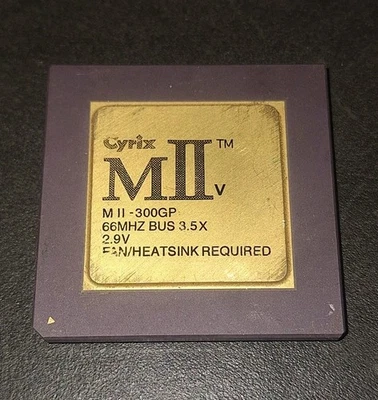 Cyrix
MII™ v
M II -300GP
66MHZ BUS 3.5X
2.9V
FAN/HEATSINK REQUIRED